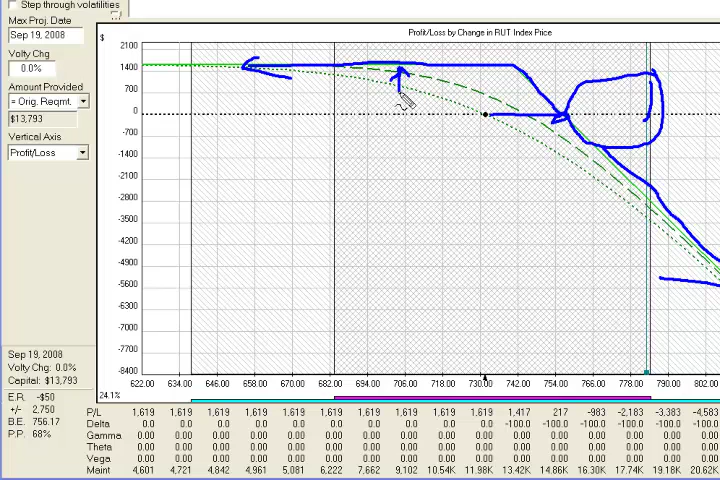 Step through volatilities
Max Proj. Date
Sep 19, 2008
Volty Chg
0.0%
Amount Provided
= Orig. Reqmt.
$13,793
Vertical Axis
Profit/Loss
Sep 19, 2008
Volty Chg: 0.0%
Capital: $13,793
E.R. -$50
+/- 2,750
B.E. 756.17
P.P. 68%
Profit/Loss by Change in RUT Index Price
$
2100
1400
700
0
-700
-1400
-2100
-2800
-3500
-4200
-4900
-5600
-6300
-7000
-7700
-8400
622.00 634.00 646.00 658.00 670.00 682.00 694.00 706.00 718.00 730.00 742.00 754.00 766.00 778.00 790.00 802.00
24.1%
P/L 1,619 1,619 1,619 1,619 1,619 1,619 1,619 1,619 1,619 1,619 1,417 217 -983 -2,183 -3,383 -4,583
Delta 0.0 0.0 0.0 0.0 0.0 0.0 0.0 0.0 0.0 0.0 -100.0 -100.0 -100.0 -100.0 -100.0 -100.0
Gamma 0.00 0.00 0.00 0.00 0.00 0.00 0.00 0.00 0.00 0.00 0.00 0.00 0.00 0.00 0.00 0.00
Theta 0.00 0.00 0.00 0.00 0.00 0.00 0.00 0.00 0.00 0.00 0.00 0.00 0.00 0.00 0.00 0.00
Vega 0.00 0.00 0.00 0.00 0.00 0.00 0.00 0.00 0.00 0.00 0.00 0.00 0.00 0.00 0.00 0.00
Maint 4,601 4,721 4,842 4,961 5,081 6,222 7,662 9,102 10.54K 11.98K 13.42K 14.86K 16.30K 17.74K 19.18K 20.62K